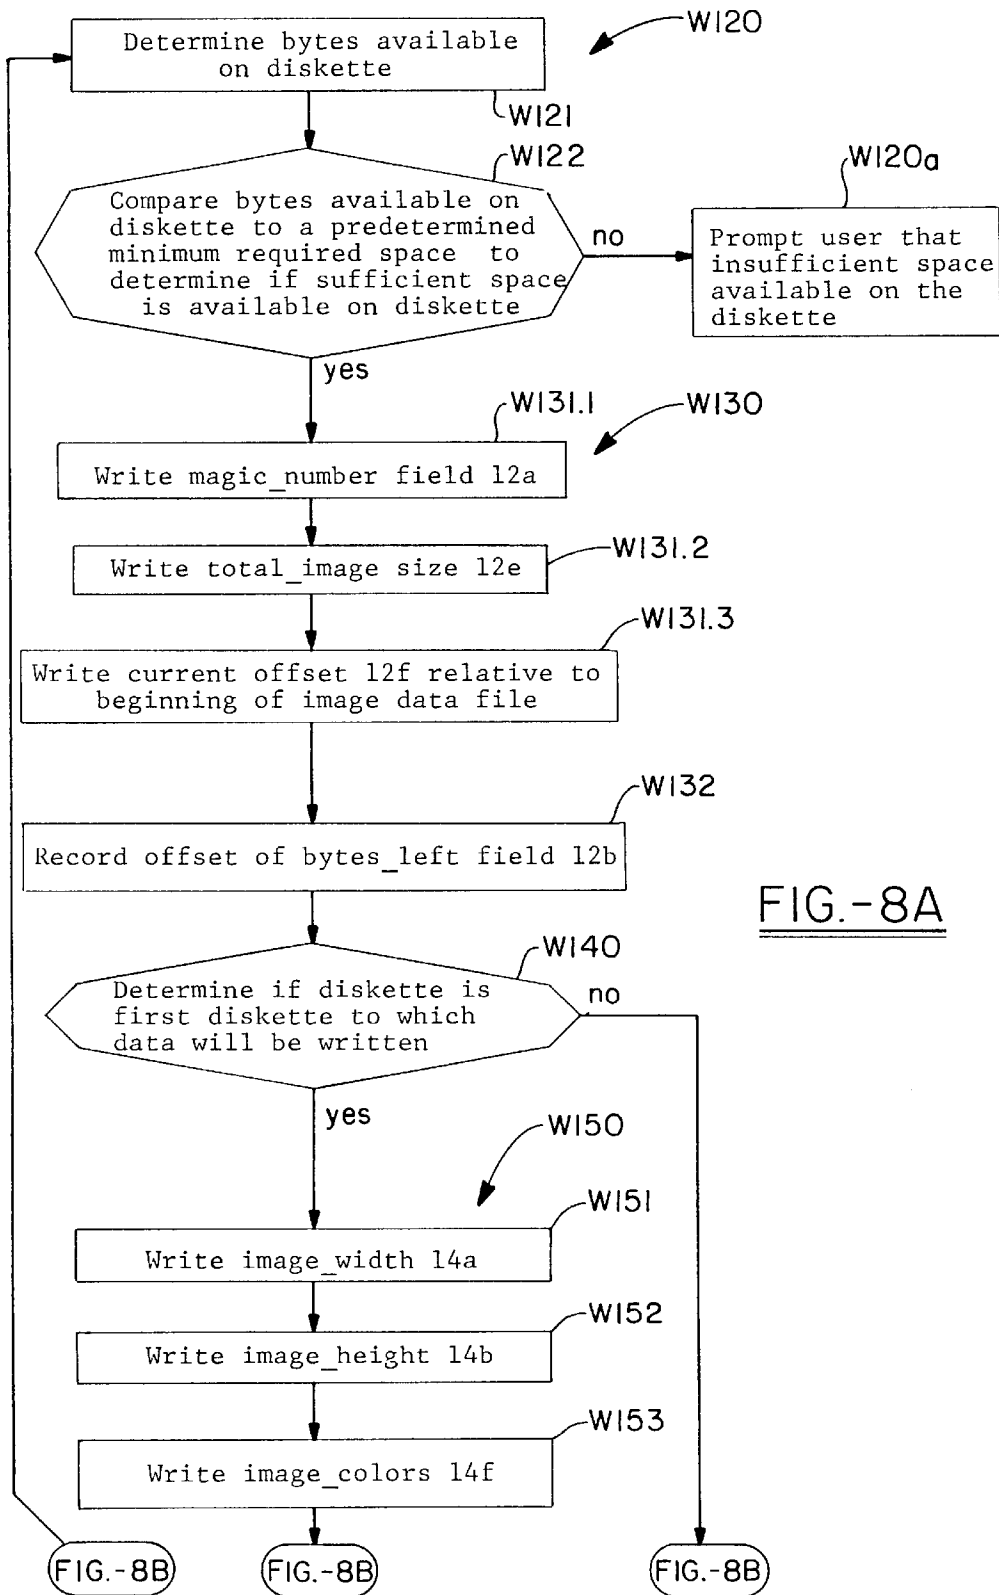 W120
Determine bytes available
on diskette
W121
W122
W120a
Compare bytes available on
diskette to a predetermined
minimum required space to
determine if sufficient space
is available on diskette
no
Prompt user that
insufficient space
available on the
diskette
yes
W131.1
W130
Write magic_number field 12a
W131.2
Write total_image size 12e
W131.3
Write current offset 12f relative to
beginning of image data file
W132
Record offset of bytes_left field 12b
FIG.-8A
W140
Determine if diskette is
first diskette to which
data will be written
no
yes
W150
W151
Write image_width 14a
W152
Write image_height 14b
W153
Write image_colors 14f
FIG.-8B
FIG.-8B
FIG.-8B